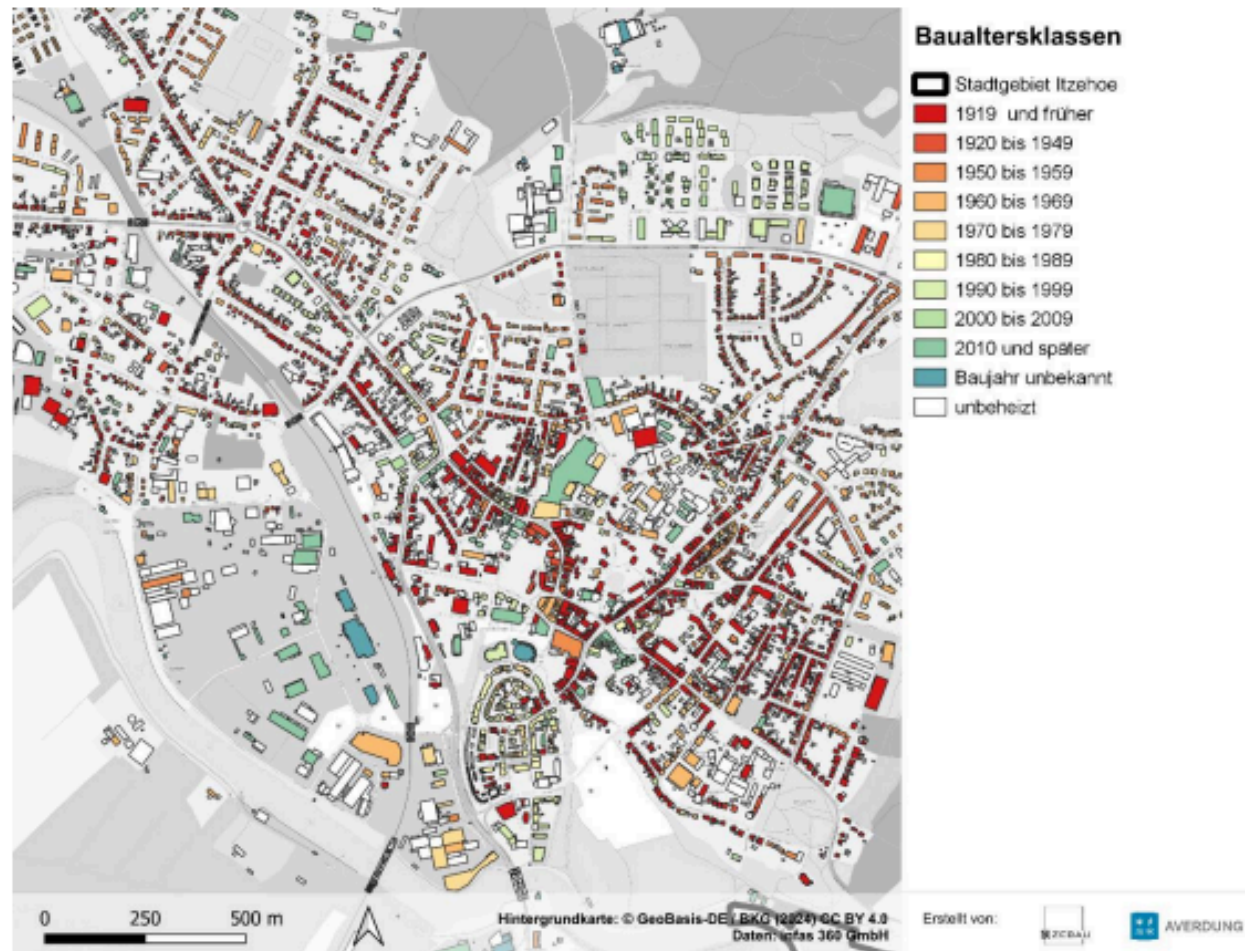 Baualtersklassen
Stadtgebiet Itzehoe
1919 und früher
1920 bis 1949
1950 bis 1959
1960 bis 1969
1970 bis 1979
1980 bis 1989
1990 bis 1999
2000 bis 2009
2010 und später
Baujahr unbekannt
unbeheizt
0 250 500 m
Hintergrundkarte: © GeoBasis-DE / BKG (2024) CC BY 4.0
Daten: infas 360 GmbH
Erstellt von:
ZEBAU
AVERDUNG